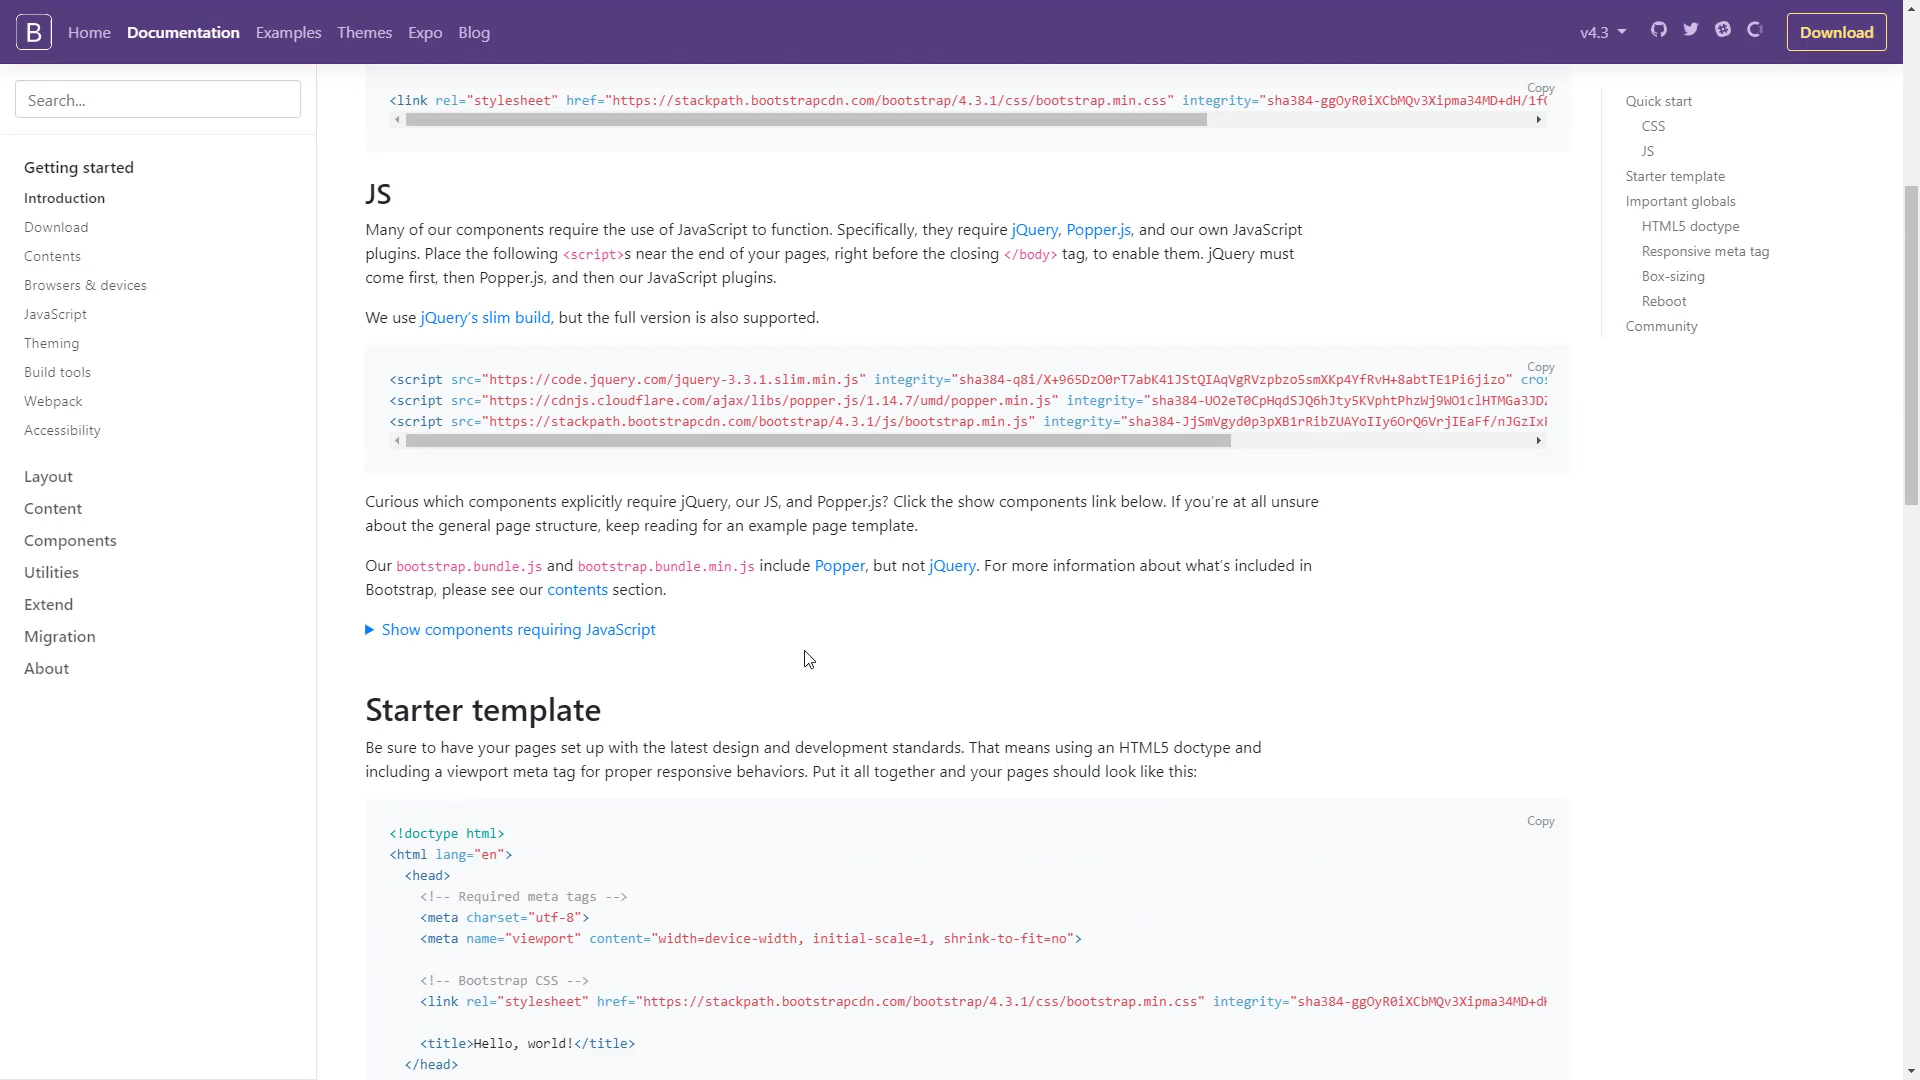 B Home Documentation Examples Themes Expo Blog v4.3 Download
Search...
Getting started
Introduction
Download
Contents
Browsers & devices
JavaScript
Theming
Build tools
Webpack
Accessibility
Layout
Content
Components
Utilities
Extend
Migration
About
Copy
<link rel="stylesheet" href="https://stackpath.bootstrapcdn.com/bootstrap/4.3.1/css/bootstrap.min.css" integrity="sha384-ggOyR0iXCbMQv3Xipma34MD+dH/1fQ
JS
Many of our components require the use of JavaScript to function. Specifically, they require jQuery, Popper.js, and our own JavaScript
plugins. Place the following <script>s near the end of your pages, right before the closing </body> tag, to enable them. jQuery must
come first, then Popper.js, and then our JavaScript plugins.
We use jQuery's slim build, but the full version is also supported.
Copy
<script src="https://code.jquery.com/jquery-3.3.1.slim.min.js" integrity="sha384-q8i/X+965DzO0rT7abK41JStQIAqVgRVzpbzo5smXKp4YfRvH+8abtTE1Pi6jizo" cros
<script src="https://cdnjs.cloudflare.com/ajax/libs/popper.js/1.14.7/umd/popper.min.js" integrity="sha384-UO2eT0CpHqdSJQ6hJty5KVphtPhzWj9WO1clHTMGa3JDZ
<script src="https://stackpath.bootstrapcdn.com/bootstrap/4.3.1/js/bootstrap.min.js" integrity="sha384-JjSmVgyd0p3pXB1rRibZUAYoIIy6OrQ6VrjIEaFf/nJGzIxF
Curious which components explicitly require jQuery, our JS, and Popper.js? Click the show components link below. If you're at all unsure
about the general page structure, keep reading for an example page template.
Our bootstrap.bundle.js and bootstrap.bundle.min.js include Popper, but not jQuery. For more information about what's included in
Bootstrap, please see our contents section.
Show components requiring JavaScript
Starter template
Be sure to have your pages set up with the latest design and development standards. That means using an HTML5 doctype and
including a viewport meta tag for proper responsive behaviors. Put it all together and your pages should look like this:
Copy
<!doctype html>
<html lang="en">
<head>
<!-- Required meta tags -->
<meta charset="utf-8">
<meta name="viewport" content="width=device-width, initial-scale=1, shrink-to-fit=no">
<!-- Bootstrap CSS -->
<link rel="stylesheet" href="https://stackpath.bootstrapcdn.com/bootstrap/4.3.1/css/bootstrap.min.css" integrity="sha384-ggOyR0iXCbMQv3Xipma34MD+dH
<title>Hello, world!</title>
</head>
Quick start
CSS
JS
Starter template
Important globals
HTML5 doctype
Responsive meta tag
Box-sizing
Reboot
Community